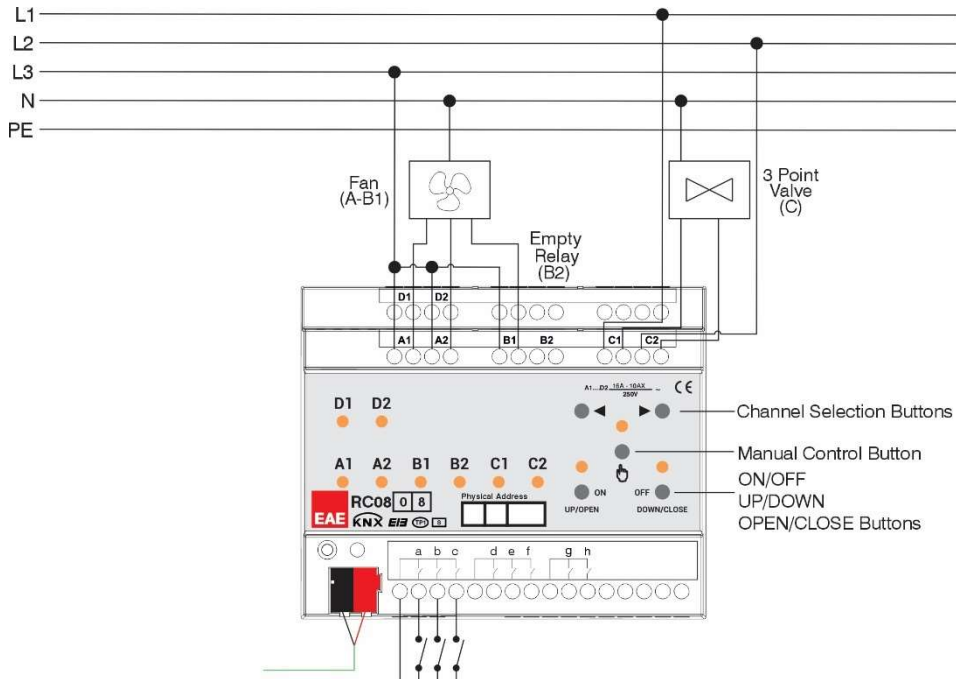 L1
L2
L3
N
PE
Fan
(A-B1)
3 Point
Valve
(C)
Empty
Relay
(B2)
D1 D2
A1 A2 B1 B2 C1 C2
A1...D2 16A - 10AX ~
250V
CE
D1 D2
Channel Selection Buttons
Manual Control Button
A1 A2 B1 B2 C1 C2
ON OFF
UP/OPEN DOWN/CLOSE
ON/OFF
UP/DOWN
OPEN/CLOSE Buttons
EAE
RC08 0 8
KNX EIB TP1 S
Physical Address
a b c d e f g h